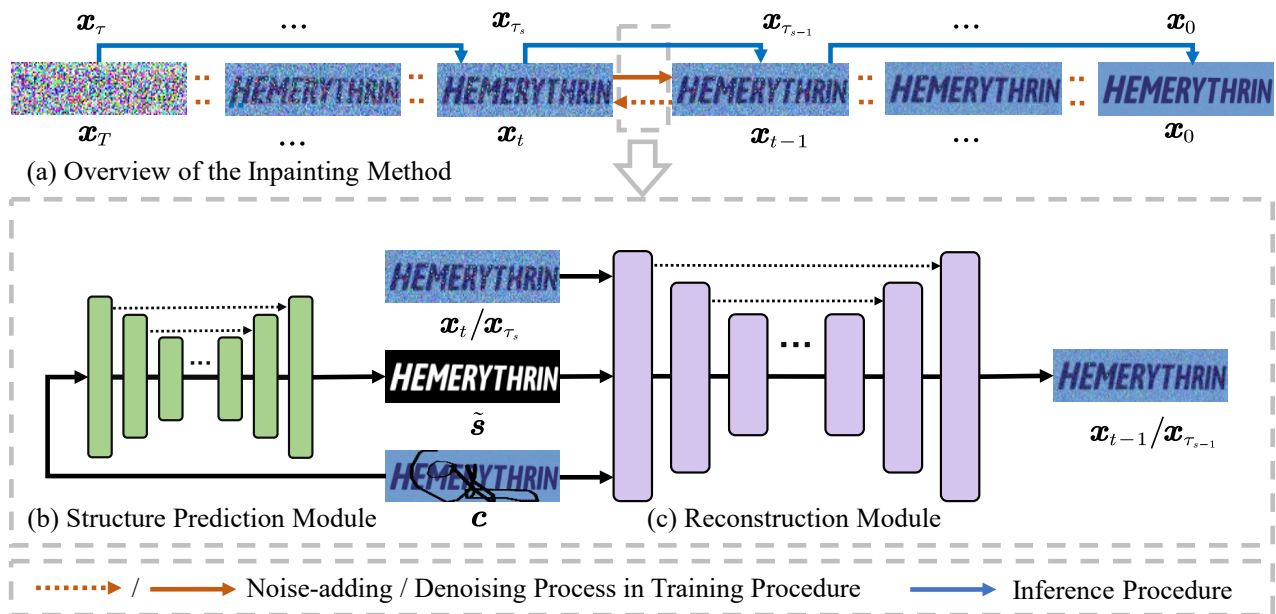 x_τ ... x_{τ_s} x_{τ_{s-1}} ... x_0
HEMERYTHRIN HEMERYTHRIN HEMERYTHRIN HEMERYTHRIN HEMERYTHRIN
x_T ... x_t x_{t-1} ... x_0
(a) Overview of the Inpainting Method
HEMERYTHRIN
x_t/x_{τ_s}
...
HEMERYTHRIN
...
HEMERYTHRIN
s̃
x_{t-1}/x_{τ_{s-1}}
HEMERYTHRIN
c
(b) Structure Prediction Module
(c) Reconstruction Module
/ Noise-adding / Denoising Process in Training Procedure
Inference Procedure